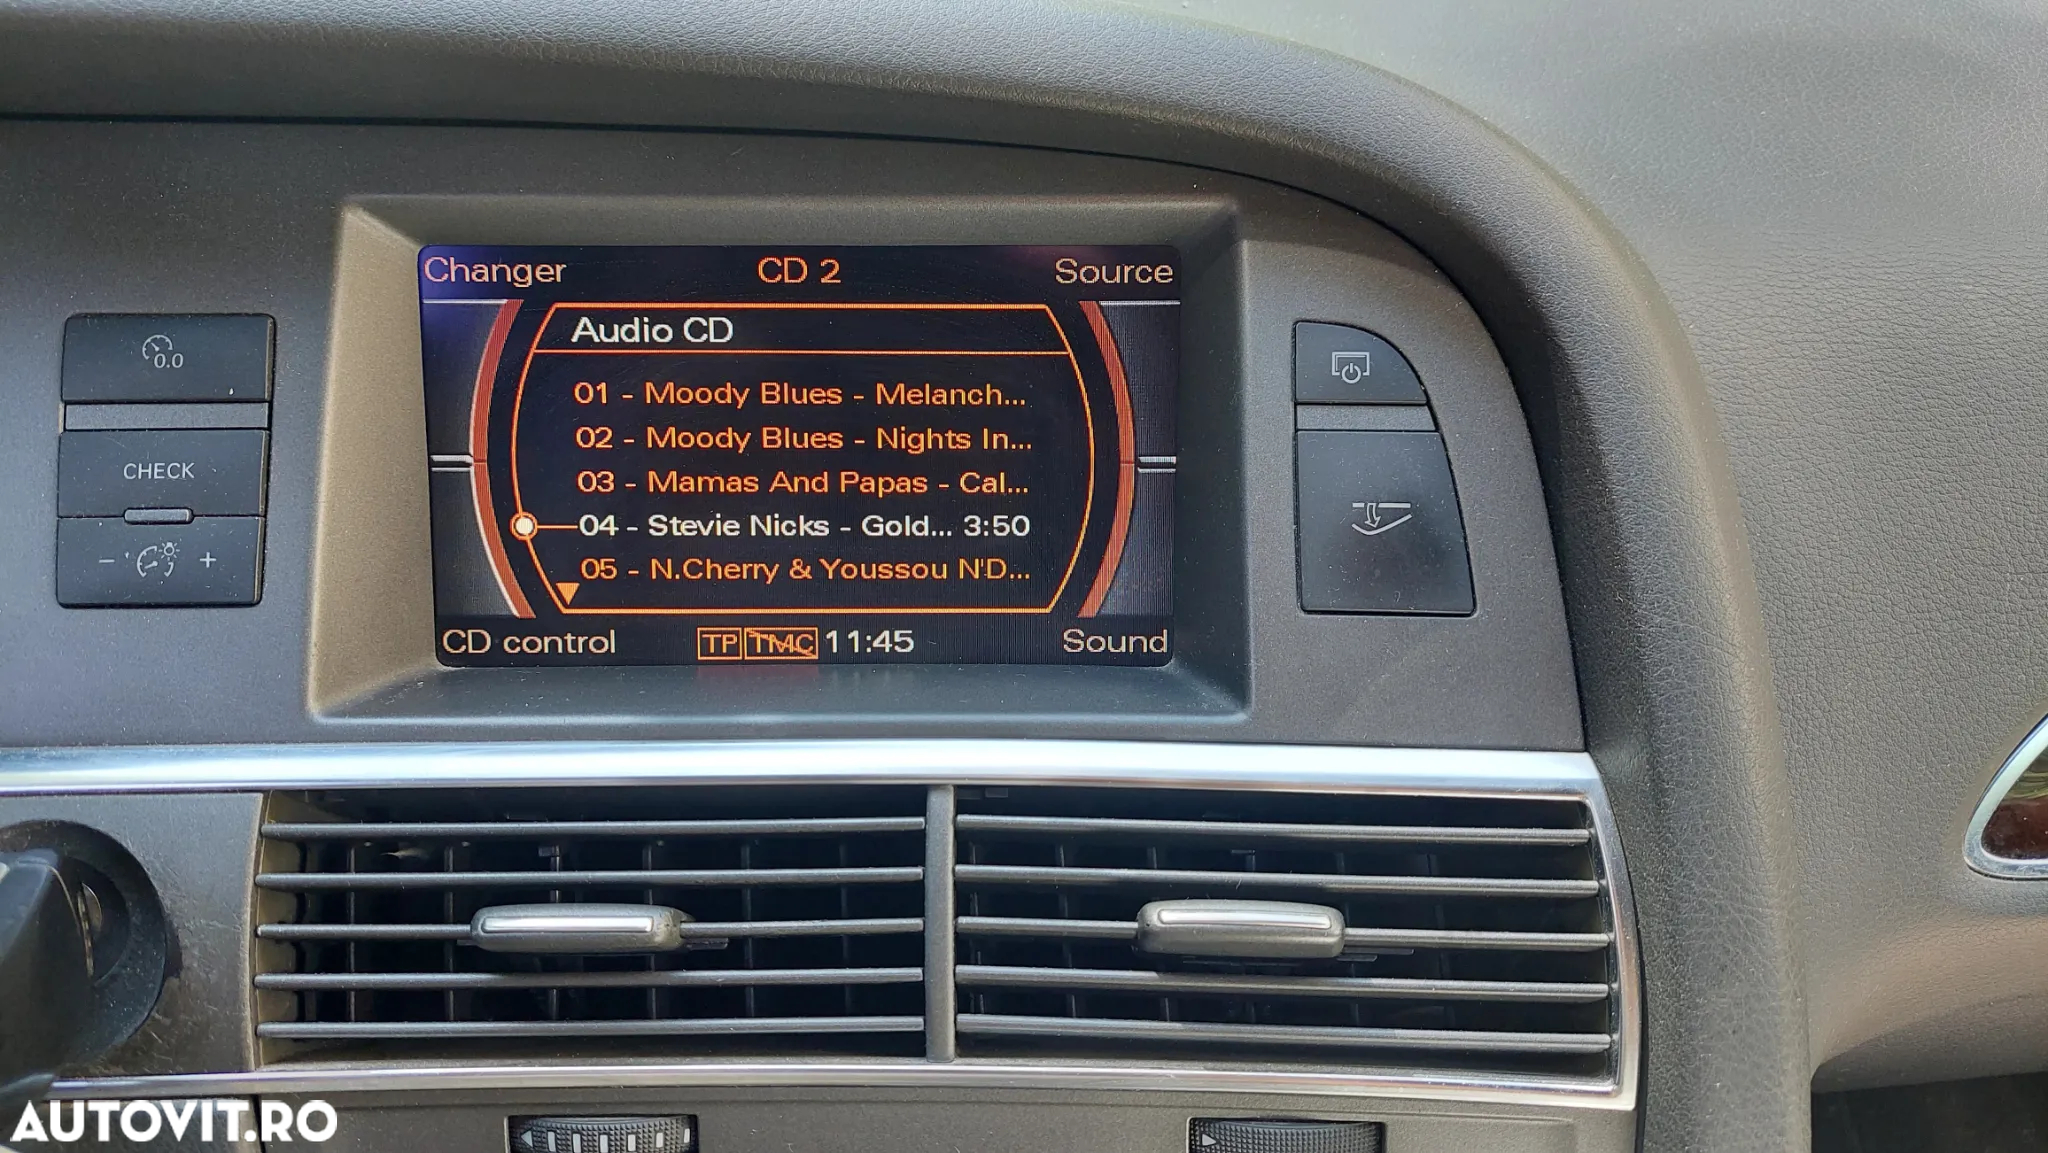 Changer CD 2 Source
Audio CD
01 - Moody Blues - Melanch...
02 - Moody Blues - Nights In...
03 - Mamas And Papas - Cal...
04 - Stevie Nicks - Gold... 3:50
05 - N.Cherry & Youssou N'D...
CD control TP TMC 11:45 Sound
0.0
CHECK
- +
AUTOVIT.RO